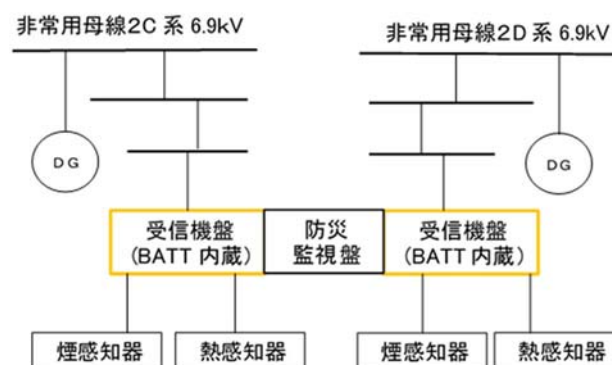 非常用母線2C 系 6.9kV
非常用母線2D 系 6.9kV
DG
DG
受信機盤
(BATT 内蔵)
防災
監視盤
受信機盤
(BATT 内蔵)
煙感知器
熱感知器
煙感知器
熱感知器